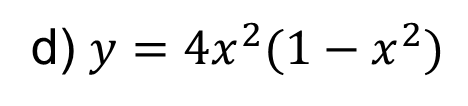 d) y = 4x²(1 − x²)